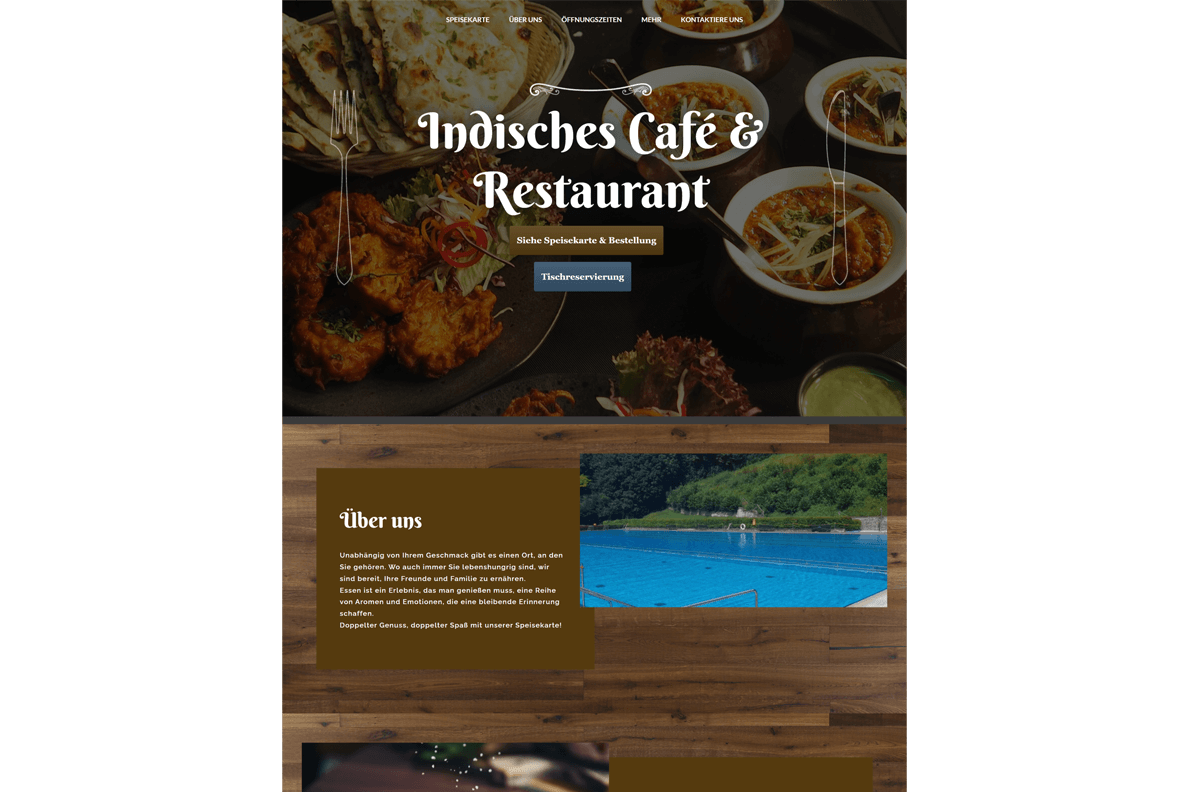 SPEISEKARTE ÜBER UNS ÖFFNUNGSZEITEN MEHR KONTAKTIERE UNS
Indisches Café &
Restaurant
Siehe Speisekarte & Bestellung
Tischreservierung
Über uns
Unabhängig von Ihrem Geschmack gibt es einen Ort, an den
Sie gehören. Wo auch immer Sie lebenshungrig sind, wir
sind bereit, Ihre Freunde und Familie zu ernähren.
Essen ist ein Erlebnis, das man genießen muss, eine Reihe
von Aromen und Emotionen, die eine bleibende Erinnerung
schaffen.
Doppelter Genuss, doppelter Spaß mit unserer Speisekarte!